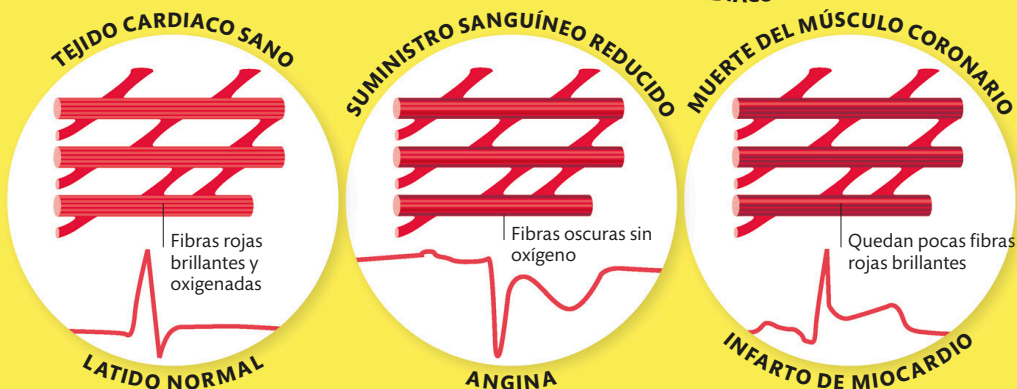 TEJIDO CARDIACO SANO
Fibras rojas
brillantes y
oxigenadas
LATIDO NORMAL
SUMINISTRO SANGUÍNEO REDUCIDO
Fibras oscuras sin
oxígeno
ANGINA
MUERTE DEL MÚSCULO CORONARIO
Quedan pocas fibras
rojas brillantes
INFARTO DE MIOCARDIO